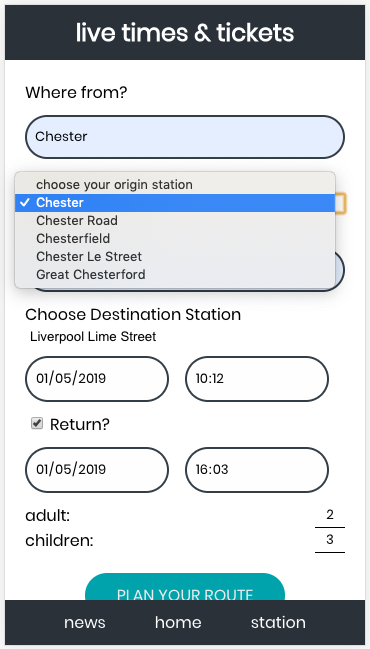 live times & tickets
Where from?
Chester
choose your origin station
✓ Chester
Chester Road
Chesterfield
Chester Le Street
Great Chesterford
Choose Destination Station
Liverpool Lime Street
01/05/2019 10:12
Return?
01/05/2019 16:03
adult: 2
children: 3
PLAN YOUR ROUTE
news home station